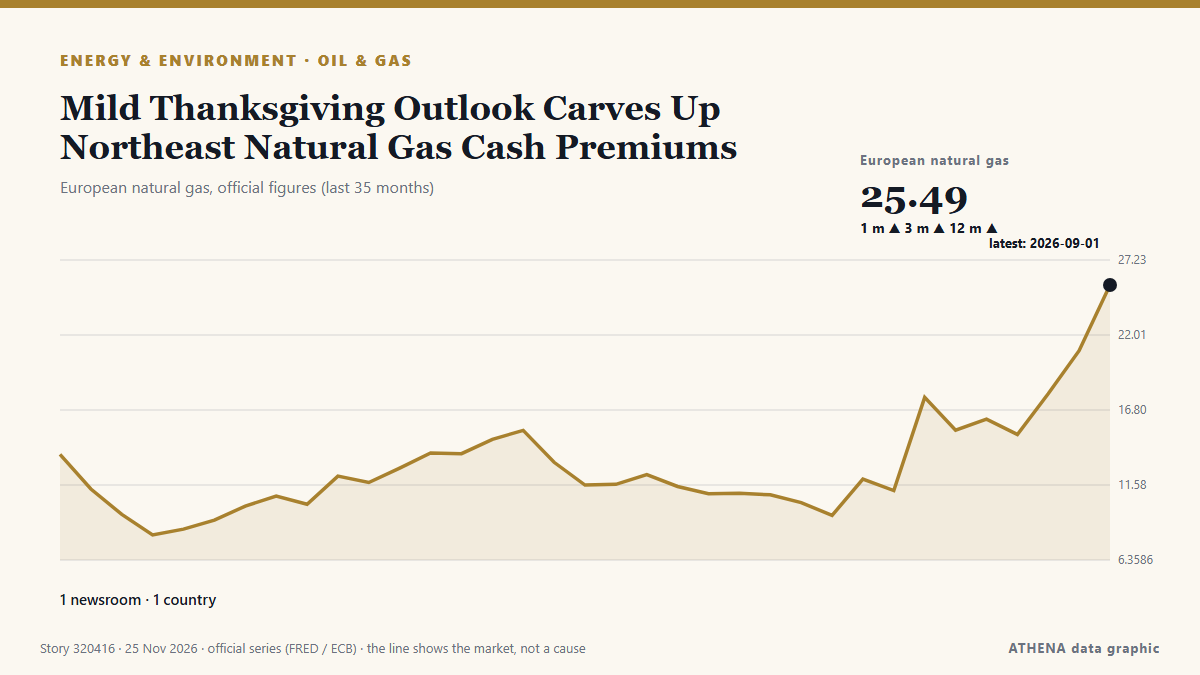 ENERGY & ENVIRONMENT · OIL & GAS
Mild Thanksgiving Outlook Carves Up
Northeast Natural Gas Cash Premiums
European natural gas, official figures (last 35 months)
European natural gas
25.49
1 m ▲ 3 m ▲ 12 m ▲
latest: 2026-09-01
27.23
22.01
16.80
11.58
6.3586
1 newsroom · 1 country
Story 320416 · 25 Nov 2026 · official series (FRED / ECB) · the line shows the market, not a cause
ATHENA data graphic